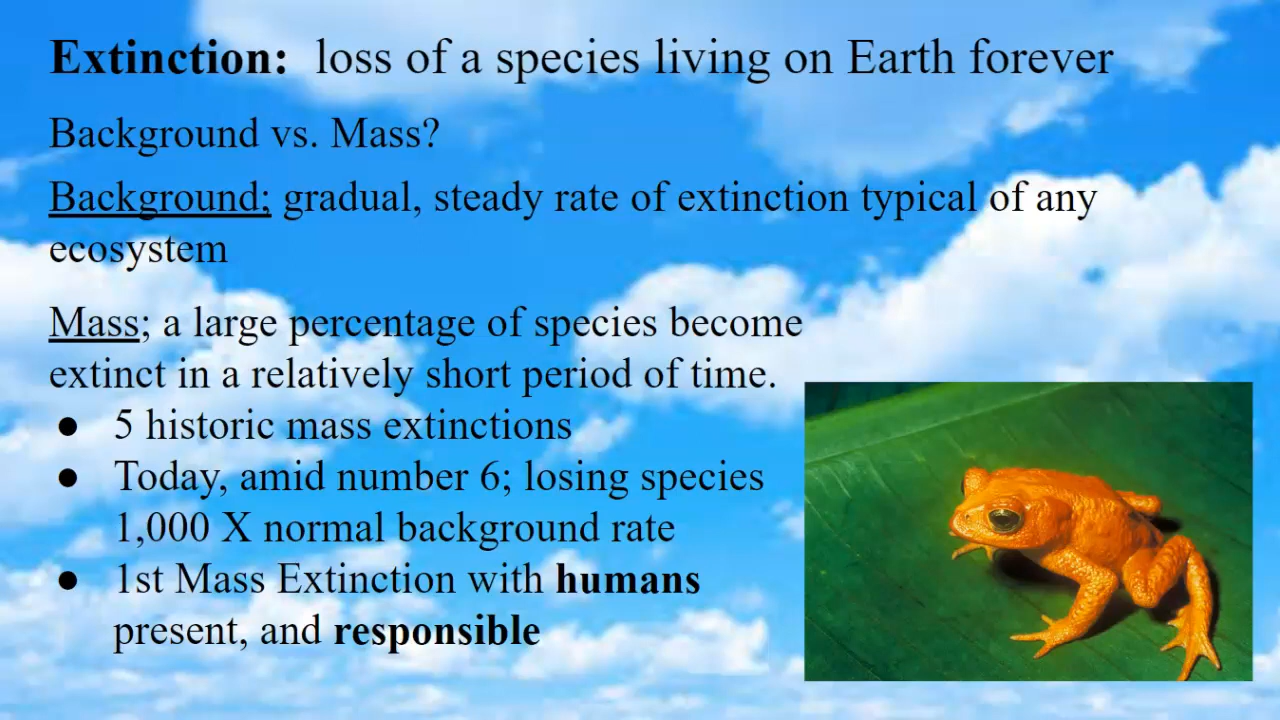 Extinction: loss of a species living on Earth forever
Background vs. Mass?
Background; gradual, steady rate of extinction typical of any
ecosystem
Mass; a large percentage of species become
extinct in a relatively short period of time.
● 5 historic mass extinctions
● Today, amid number 6; losing species
1,000 X normal background rate
● 1st Mass Extinction with humans
present, and responsible